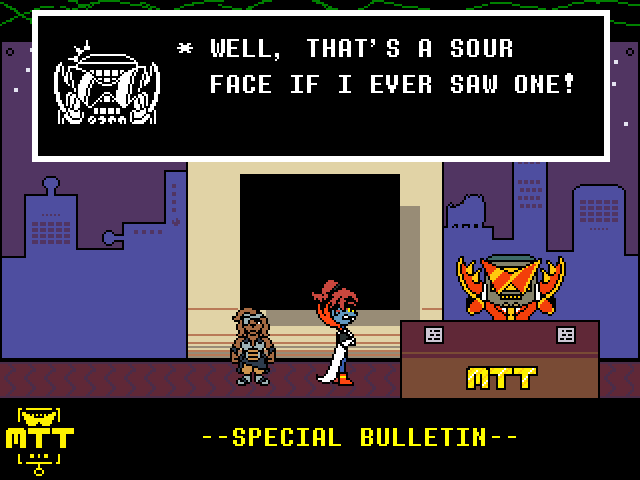 * WELL, THAT'S A SOUR
FACE IF I EVER SAW ONE!
MTT
MTT
--SPECIAL BULLETIN--